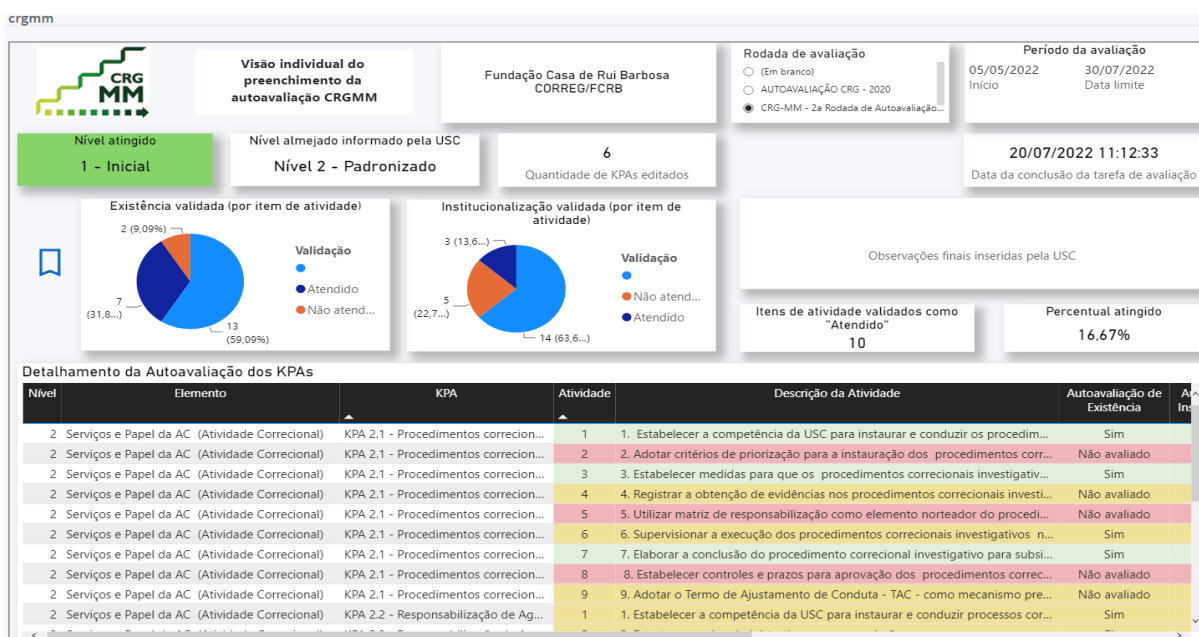 crgmm
CRG
MM
Visão individual do
preenchimento da
autoavaliação CRGMM
Fundação Casa de Rui Barbosa
CORREG/FCRB
Rodada de avaliação
(Em branco)
AUTOAVALIAÇÃO CRG - 2020
CRG-MM - 2a Rodada de Autoavaliação...
Período da avaliação
05/05/2022 30/07/2022
Início Data limite
Nível atingido
1 - Inicial
Nível almejado informado pela USC
Nível 2 - Padronizado
6
Quantidade de KPAs editados
20/07/2022 11:12:33
Data da conclusão da tarefa de avaliação
Existência validada (por item de atividade)
2 (9,09%)
7
(31,8...)
13
(59,09%)
Validação
Atendido
Não atend...
Institucionalização validada (por item de
atividade)
3 (13,6...)
5
(22,7...)
14 (63,6...)
Validação
Não atend...
Atendido
Observações finais inseridas pela USC
Itens de atividade validados como
"Atendido"
10
Percentual atingido
16,67%
Detalhamento da Autoavaliação dos KPAs
Nível Elemento KPA Atividade Descrição da Atividade Autoavaliação de
Existência
2 Serviços e Papel da AC (Atividade Correcional) KPA 2.1 - Procedimentos correcion... 1 1. Estabelecer a competência da USC para instaurar e conduzir os procedim... Sim
2 Serviços e Papel da AC (Atividade Correcional) KPA 2.1 - Procedimentos correcion... 2 2. Adotar critérios de priorização para a instauração dos procedimentos corr... Não avaliado
2 Serviços e Papel da AC (Atividade Correcional) KPA 2.1 - Procedimentos correcion... 3 3. Estabelecer medidas para que os procedimentos correcionais investigativ... Sim
2 Serviços e Papel da AC (Atividade Correcional) KPA 2.1 - Procedimentos correcion... 4 4. Registrar a obtenção de evidências nos procedimentos correcionais investi... Não avaliado
2 Serviços e Papel da AC (Atividade Correcional) KPA 2.1 - Procedimentos correcion... 5 5. Utilizar matriz de responsabilização como elemento norteador do procedi... Não avaliado
2 Serviços e Papel da AC (Atividade Correcional) KPA 2.1 - Procedimentos correcion... 6 6. Supervisionar a execução dos procedimentos correcionais investigativos n... Sim
2 Serviços e Papel da AC (Atividade Correcional) KPA 2.1 - Procedimentos correcion... 7 7. Elaborar a conclusão do procedimento correcional investigativo para subsi... Sim
2 Serviços e Papel da AC (Atividade Correcional) KPA 2.1 - Procedimentos correcion... 8 8. Estabelecer controles e prazos para aprovação dos procedimentos correc... Não avaliado
2 Serviços e Papel da AC (Atividade Correcional) KPA 2.1 - Procedimentos correcion... 9 9. Adotar o Termo de Ajustamento de Conduta - TAC - como mecanismo pre... Não avaliado
2 Serviços e Papel da AC (Atividade Correcional) KPA 2.2 - Responsabilização de Ag... 1 1. Estabelecer a competência da USC para instaurar e conduzir processos cor... Sim